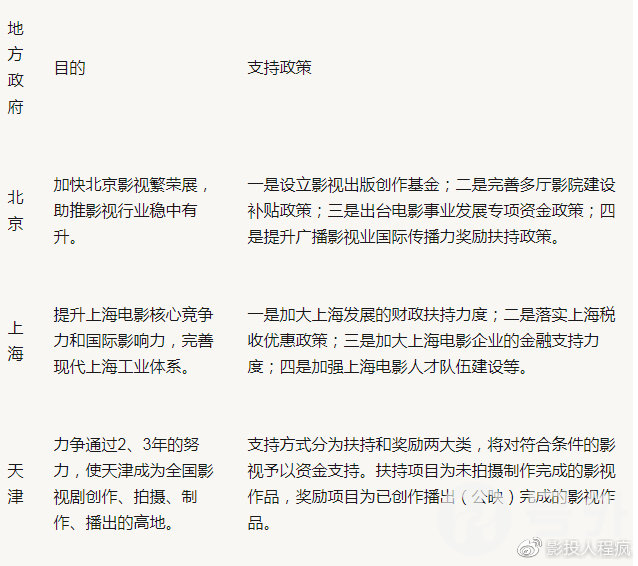 地
方
政
府
目的
支持政策
北
京
加快北京影视繁荣展，
助推影视行业稳中有
升。
一是设立影视出版创作基金；二是完善多厅影院建设
补贴政策；三是出台电影事业发展专项资金政策；四
是提升广播影视业国际传播力奖励扶持政策。
上
海
提升上海电影核心竞争
力和国际影响力，完善
现代上海工业体系。
一是加大上海发展的财政扶持力度；二是落实上海税
收优惠政策；三是加大上海电影企业的金融支持力
度；四是加强上海电影人才队伍建设等。
天
津
力争通过2、3年的努
力，使天津成为全国影
视剧创作、拍摄、制
作、播出的高地。
支持方式分为扶持和奖励两大类，将对符合条件的影
视予以资金支持。扶持项目为未拍摄制作完成的影视
作品，奖励项目为已创作播出（公映）完成的影视作
品。
@影投人程疯